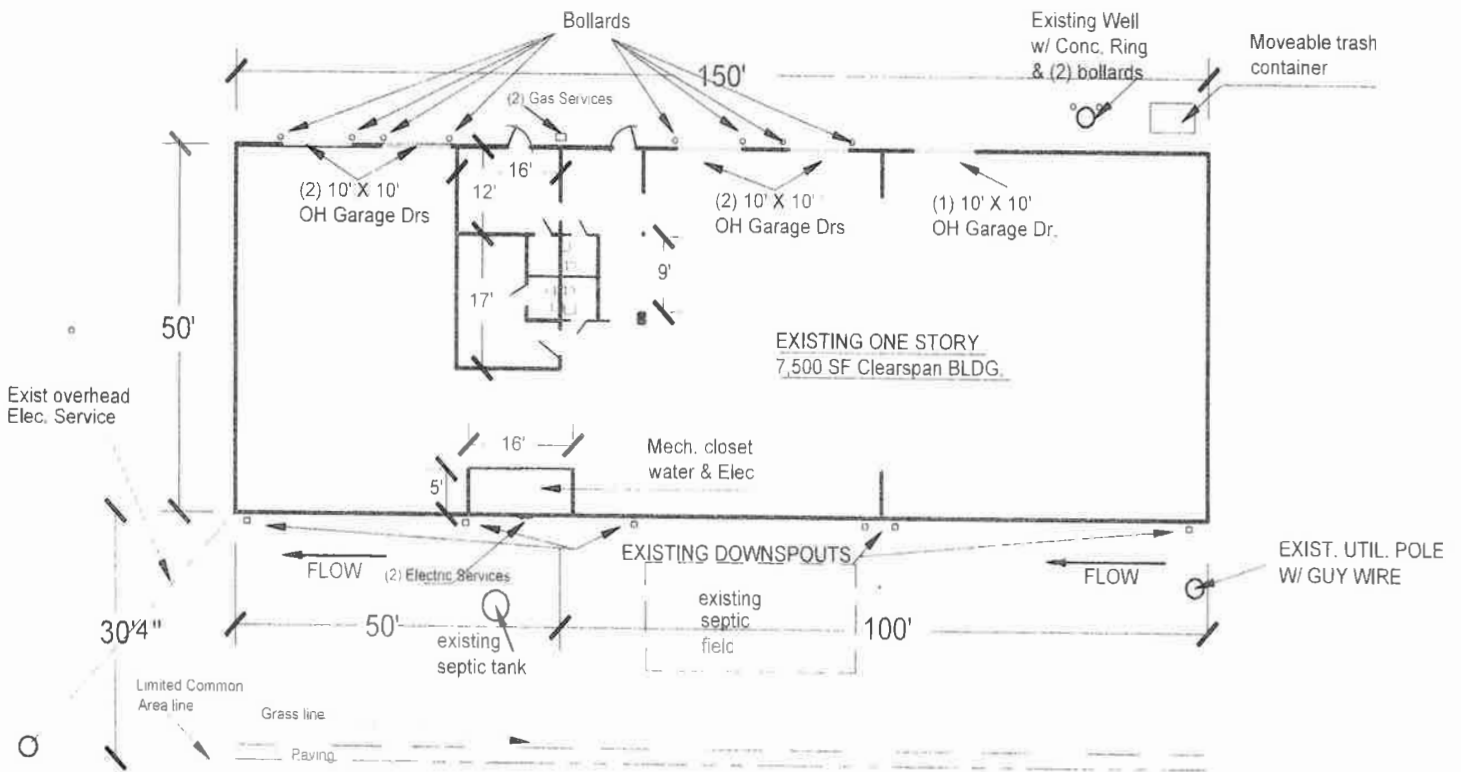 Bollards
Existing Well
w/ Conc. Ring
& (2) bollards
Moveable trash
container
150'
(2) Gas Services
16'
12'
(2) 10' X 10'
OH Garage Drs
(2) 10' X 10'
OH Garage Drs
(1) 10' X 10'
OH Garage Dr.
9'
17'
50'
EXISTING ONE STORY
7,500 SF Clearspan BLDG.
Exist overhead
Elec. Service
16'
Mech. closet
water & Elec
5'
EXISTING DOWNSPOUTS
FLOW
(2) Electric Services
FLOW
EXIST. UTIL. POLE
W/ GUY WIRE
existing
septic
field
30'4"
50'
existing
septic tank
100'
Limited Common
Area line
Grass line
Paving